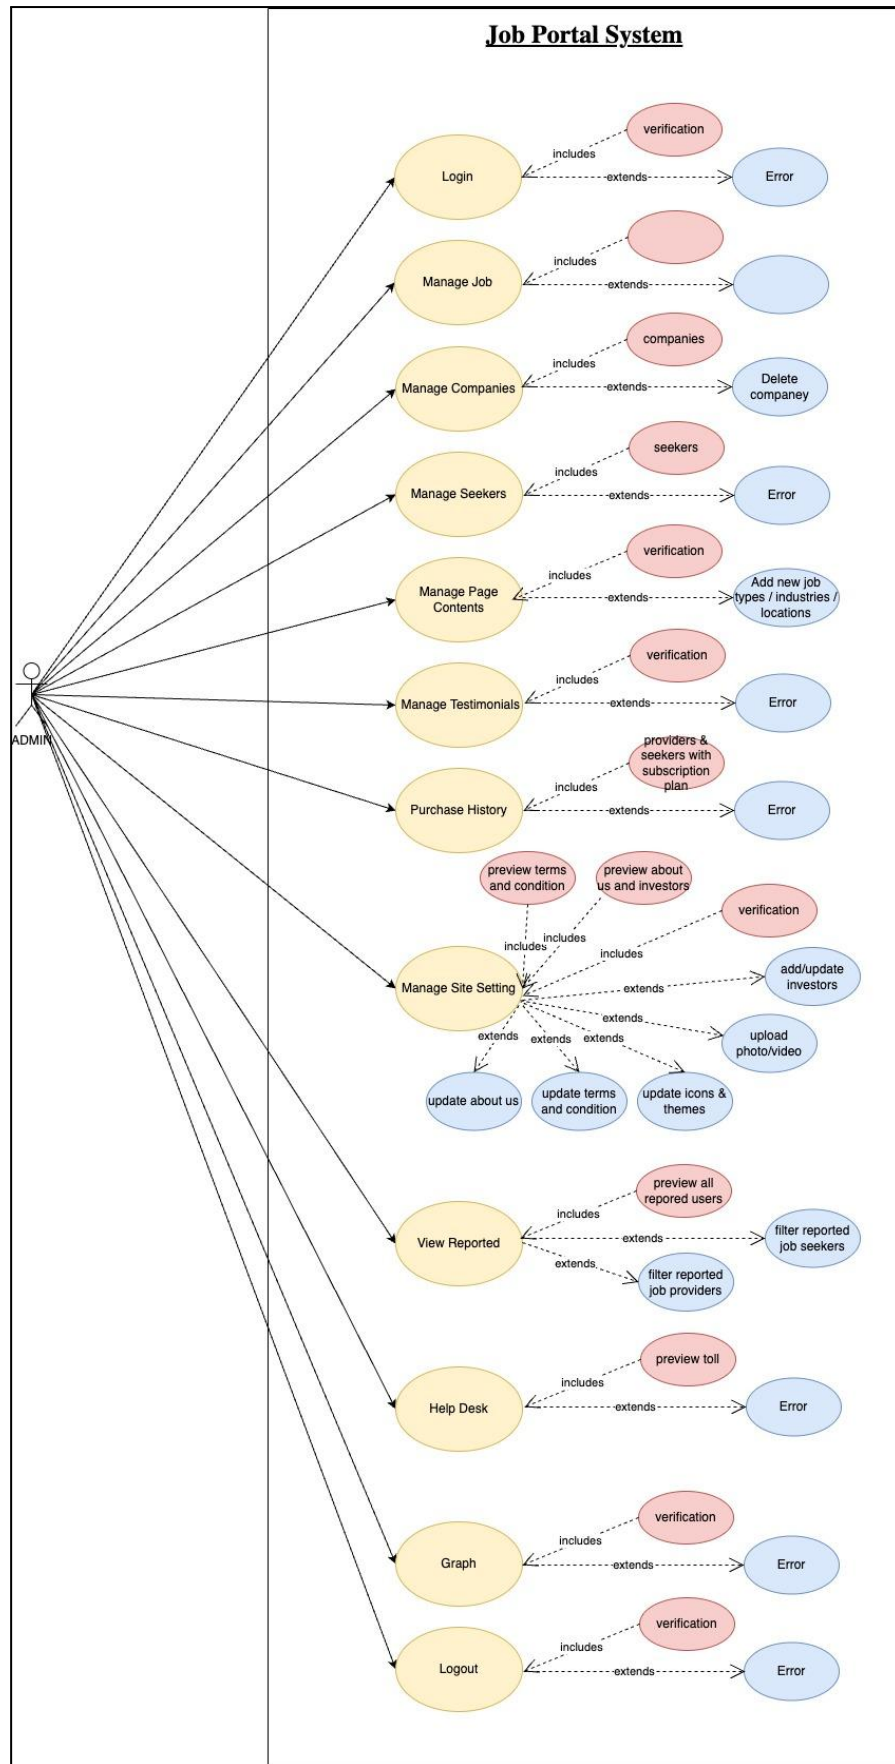 Job Portal System
verification
includes
Login
extends
Error
includes
Manage Job
extends
companies
includes
Manage Companies
extends
Delete
companey
seekers
includes
Manage Seekers
extends
Error
verification
includes
Manage Page
Contents
extends
Add new job
types / industries /
locations
verification
includes
Manage Testimonials
extends
Error
ADMIN
providers &
seekers with
subscription
plan
includes
Purchase History
extends
Error
preview terms
and condition
preview about
us and investors
verification
includes
includes
includes
Manage Site Setting
extends
add/update
investors
extends
upload
photo/video
extends
extends
extends
update about us
update terms
and condition
update icons &
themes
preview all
repored users
includes
View Reported
extends
filter reported
job seekers
extends
filter reported
job providers
preview toll
includes
Help Desk
extends
Error
verification
includes
Graph
extends
Error
verification
includes
Logout
extends
Error